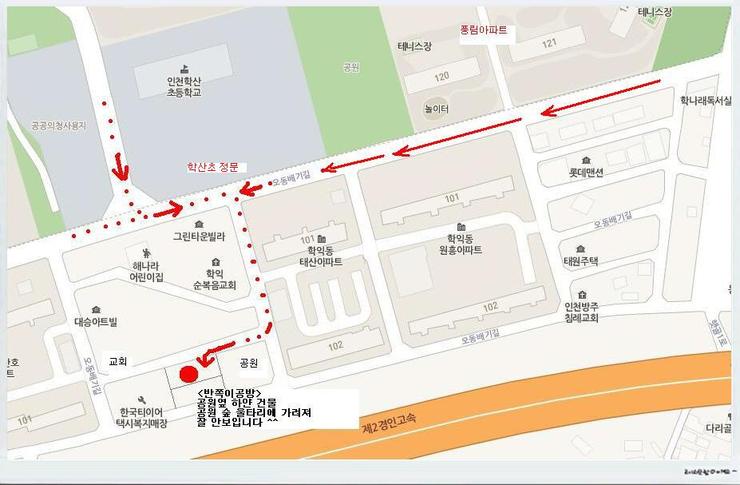 풍림아파트
테니스장
테니스장
121
120
놀이터
공원
인천학산
초등학교
공공의청사용지
학산초 정문
오동배기길
학나래독서실
롯데맨션
오동배기길
태원주택
인천방주
침례교회
101
학익동
원흥아파트
102
101
학익동
태산아파트
102
오동배기길
그린타운빌라
해나라
어린이집
학익
순복음교회
대승아트빌
교회
공원
오동배기길
한국타이어
택시복지매장
<반쪽이공방>
공원옆 하얀 건물
공원 숲 울타리에 가려져
잘 안보입니다 ^^
제2경인고속
햇골1로
다리골